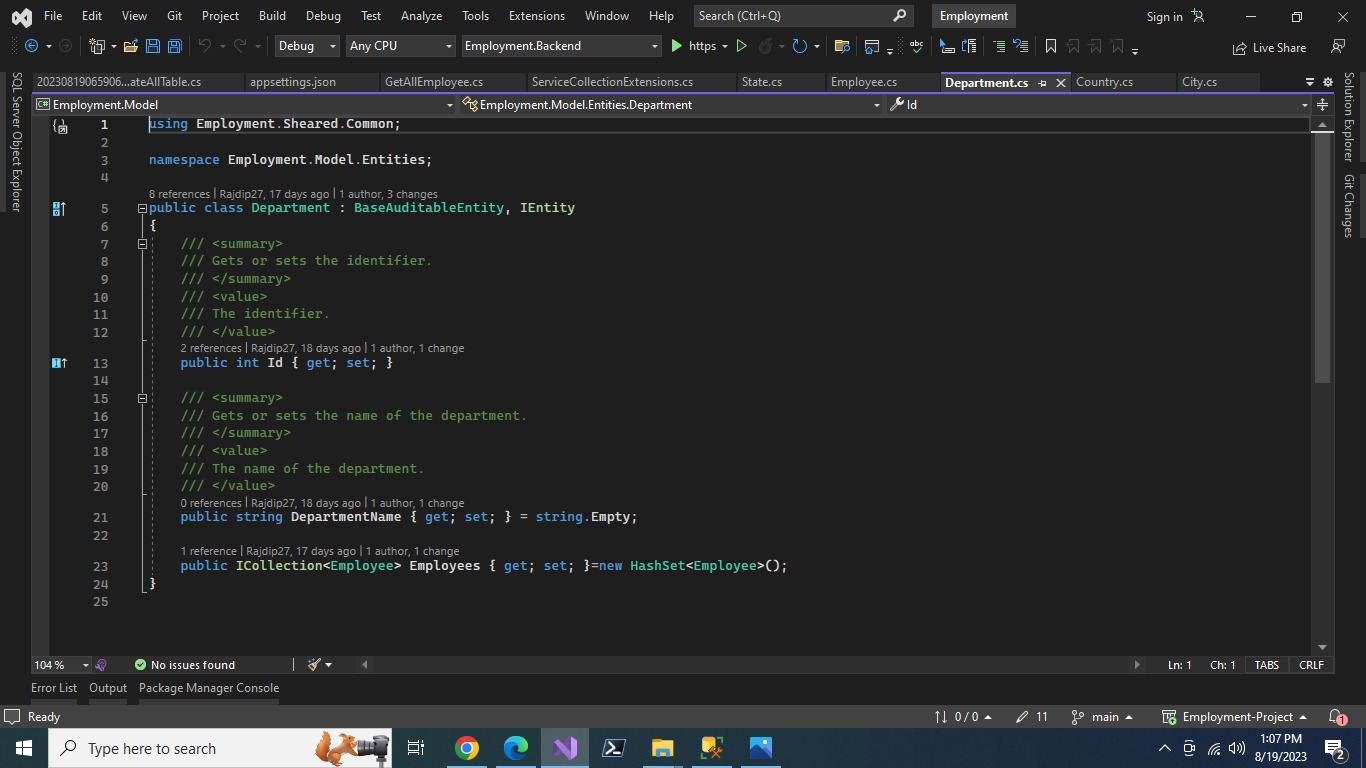 File Edit View Git Project Build Debug Test Analyze Tools Extensions Window Help Search (Ctrl+Q) Employment Sign in
Debug Any CPU Employment.Backend https Live Share
SQL Server Object Explorer
20230819065906...ateAllTable.cs appsettings.json GetAllEmployee.cs ServiceCollectionExtensions.cs State.cs Employee.cs Department.cs Country.cs City.cs
Solution Explorer
Git Changes
C# Employment.Model Employment.Model.Entities.Department Id
1 using Employment.Sheared.Common;
2
3 namespace Employment.Model.Entities;
4
8 references | Rajdip27, 17 days ago | 1 author, 3 changes
5 public class Department : BaseAuditableEntity, IEntity
6 {
7 /// <summary>
8 /// Gets or sets the identifier.
9 /// </summary>
10 /// <value>
11 /// The identifier.
12 /// </value>
2 references | Rajdip27, 18 days ago | 1 author, 1 change
13 public int Id { get; set; }
14
15 /// <summary>
16 /// Gets or sets the name of the department.
17 /// </summary>
18 /// <value>
19 /// The name of the department.
20 /// </value>
0 references | Rajdip27, 18 days ago | 1 author, 1 change
21 public string DepartmentName { get; set; } = string.Empty;
22
1 reference | Rajdip27, 17 days ago | 1 author, 1 change
23 public ICollection<Employee> Employees { get; set; }=new HashSet<Employee>();
24 }
25
104 % No issues found Ln: 1 Ch: 1 TABS CRLF
Error List Output Package Manager Console
Ready 0 / 0 11 main Employment-Project 1
Type here to search 1:07 PM
8/19/2023 2